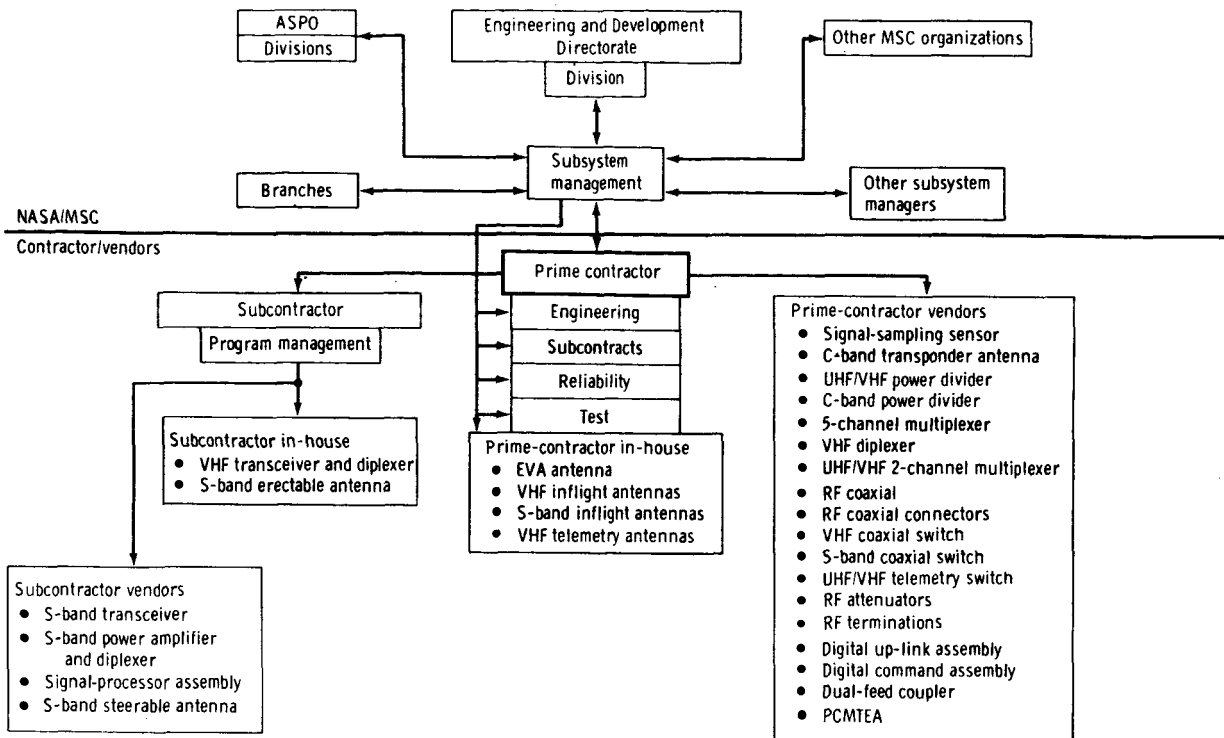 ASPO
Divisions
Engineering and Development
Directorate
Division
Other MSC organizations
Subsystem
management
Branches
Other subsystem
managers
NASA/MSC
Contractor/vendors
Prime contractor
Engineering
Subcontracts
Reliability
Test
Subcontractor
Program management
Subcontractor in-house
● VHF transceiver and diplexer
● S-band erectable antenna
Prime-contractor in-house
● EVA antenna
● VHF inflight antennas
● S-band inflight antennas
● VHF telemetry antennas
Subcontractor vendors
● S-band transceiver
● S-band power amplifier
and diplexer
● Signal-processor assembly
● S-band steerable antenna
Prime-contractor vendors
● Signal-sampling sensor
● C-band transponder antenna
● UHF/VHF power divider
● C-band power divider
● 5-channel multiplexer
● VHF diplexer
● UHF/VHF 2-channel multiplexer
● RF coaxial
● RF coaxial connectors
● VHF coaxial switch
● S-band coaxial switch
● UHF/VHF telemetry switch
● RF attenuators
● RF terminations
● Digital up-link assembly
● Digital command assembly
● Dual-feed coupler
● PCMTEA